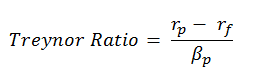 Treynor Ratio = (r_p − r_f) / β_p